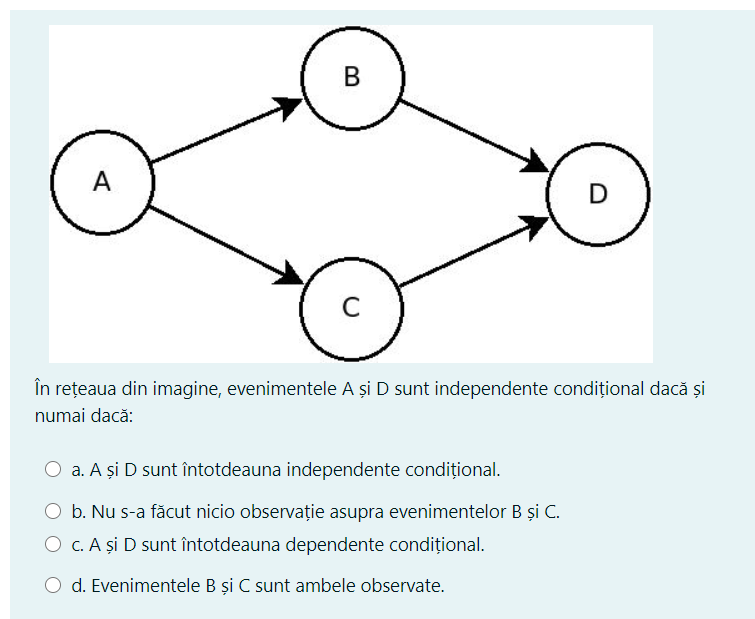 B
A
D
C
În rețeaua din imagine, evenimentele A și D sunt independente condițional dacă și
numai dacă:
a. A și D sunt întotdeauna independente condițional.
b. Nu s-a făcut nicio observație asupra evenimentelor B și C.
c. A și D sunt întotdeauna dependente condițional.
d. Evenimentele B și C sunt ambele observate.